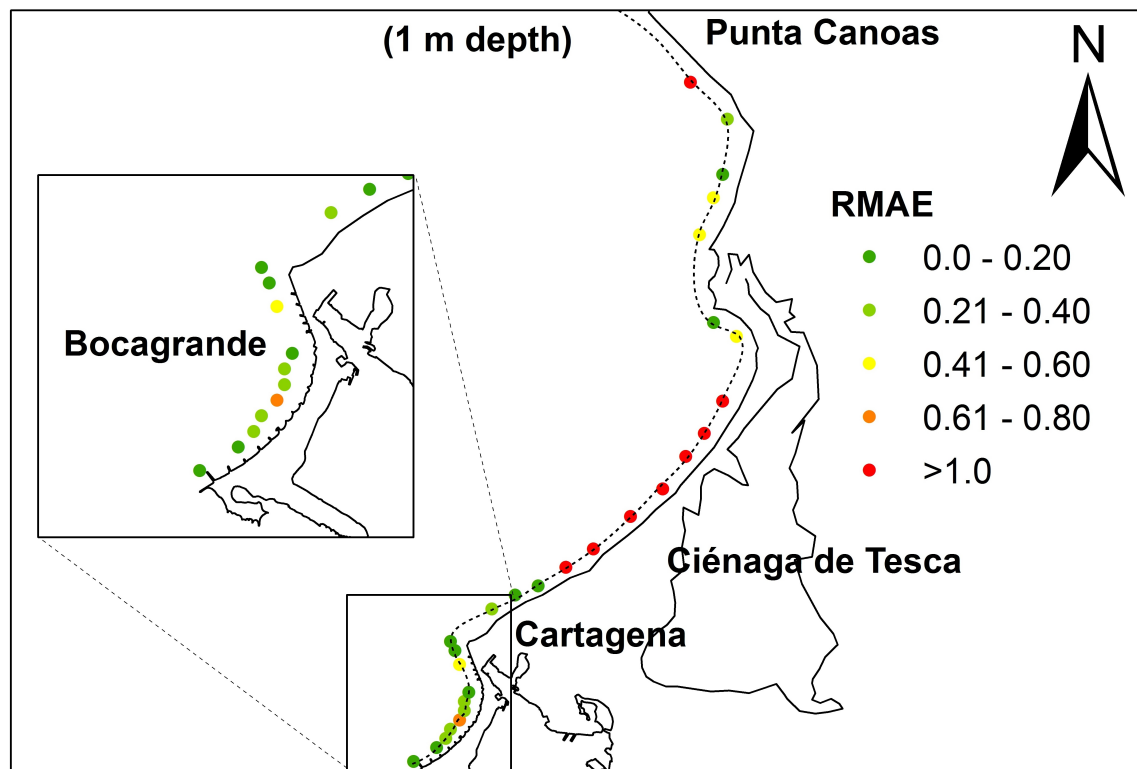 (1 m depth)
Punta Canoas
N
RMAE
0.0 - 0.20
0.21 - 0.40
0.41 - 0.60
0.61 - 0.80
>1.0
Bocagrande
Ciénaga de Tesca
Cartagena